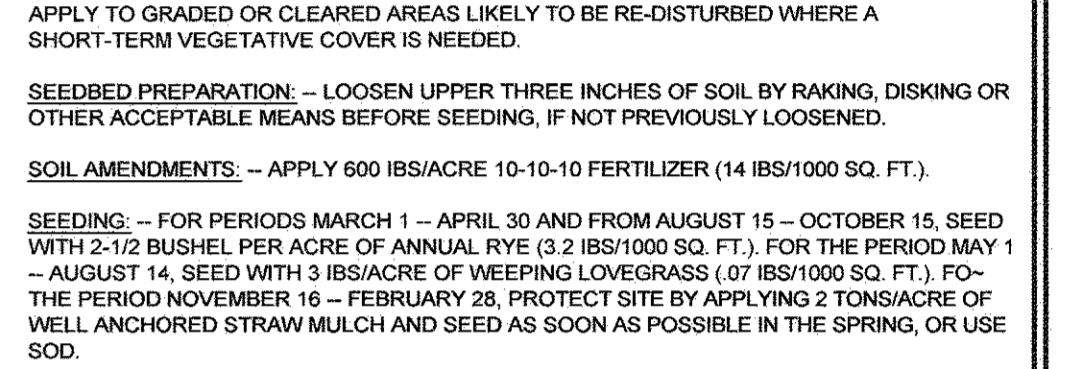 APPLY TO GRADED OR CLEARED AREAS LIKELY TO BE RE-DISTURBED WHERE A
SHORT-TERM VEGETATIVE COVER IS NEEDED.
SEEDBED PREPARATION: -- LOOSEN UPPER THREE INCHES OF SOIL BY RAKING, DISKING OR
OTHER ACCEPTABLE MEANS BEFORE SEEDING, IF NOT PREVIOUSLY LOOSENED.
SOIL AMENDMENTS: -- APPLY 600 IBS/ACRE 10-10-10 FERTILIZER (14 IBS/1000 SQ. FT.).
SEEDING: -- FOR PERIODS MARCH 1 -- APRIL 30 AND FROM AUGUST 15 -- OCTOBER 15, SEED
WITH 2-1/2 BUSHEL PER ACRE OF ANNUAL RYE (3.2 IBS/1000 SQ. FT.). FOR THE PERIOD MAY 1
-- AUGUST 14, SEED WITH 3 IBS/ACRE OF WEEPING LOVEGRASS (.07 IBS/1000 SQ. FT.). FO~
THE PERIOD NOVEMBER 16 -- FEBRUARY 28, PROTECT SITE BY APPLYING 2 TONS/ACRE OF
WELL ANCHORED STRAW MULCH AND SEED AS SOON AS POSSIBLE IN THE SPRING, OR USE
SOD.